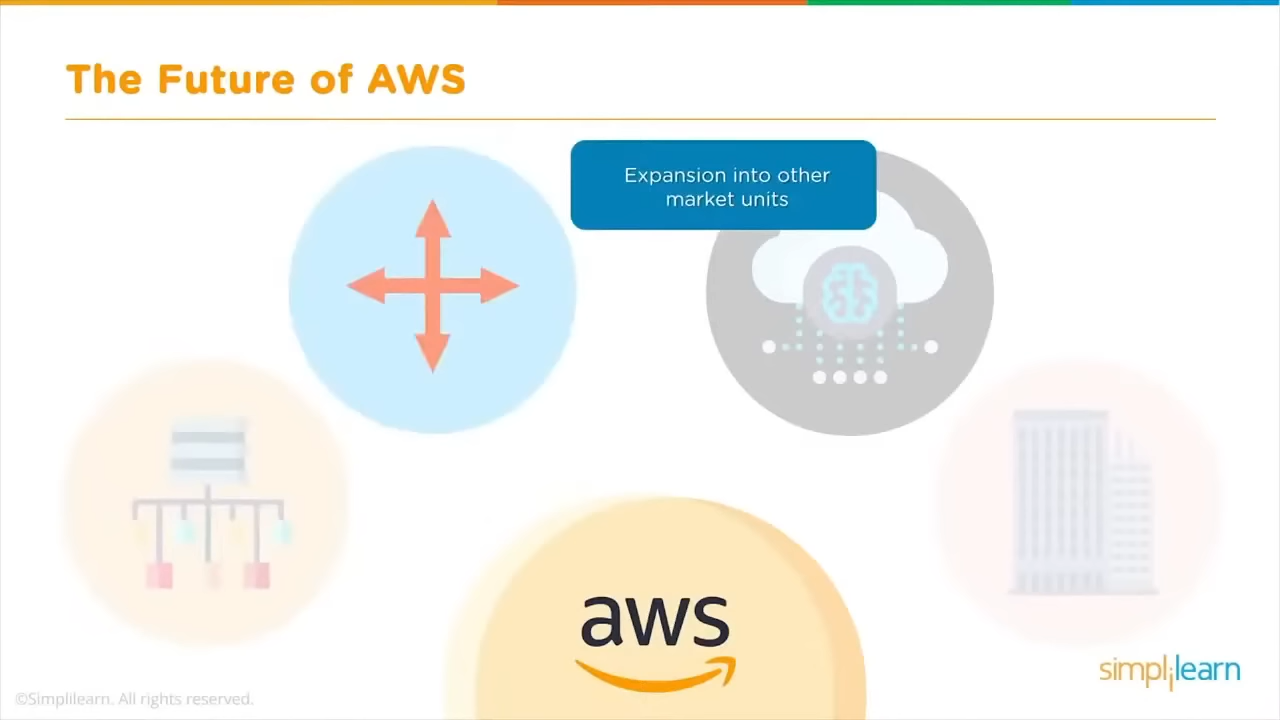 The Future of AWS
Expansion into other
market units
aws
simplilearn
©Simplilearn. All rights reserved.